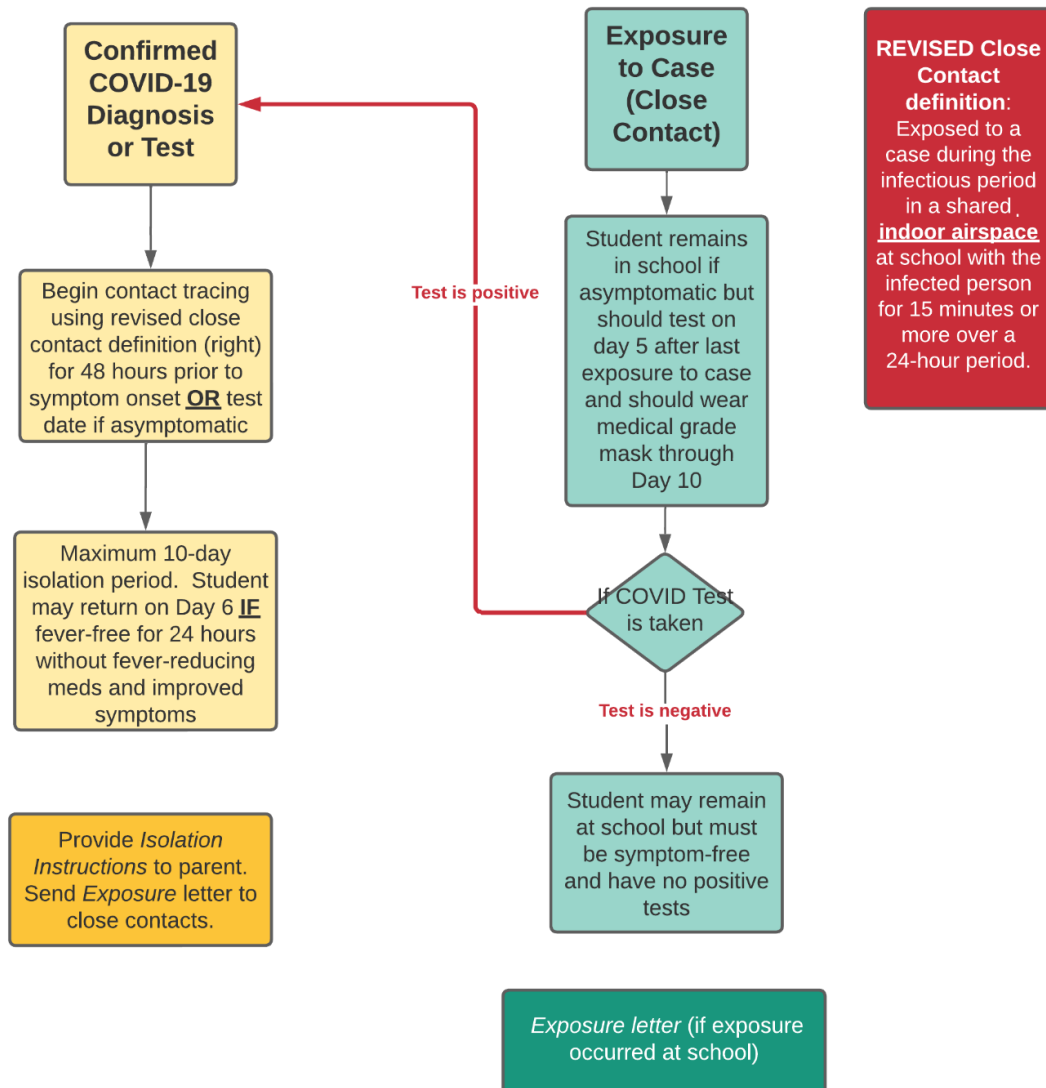 Confirmed
COVID-19
Diagnosis
or Test
Begin contact tracing
using revised close
contact definition (right)
for 48 hours prior to
symptom onset OR test
date if asymptomatic
Maximum 10-day
isolation period. Student
may return on Day 6 IF
fever-free for 24 hours
without fever-reducing
meds and improved
symptoms
Provide Isolation
Instructions to parent.
Send Exposure letter to
close contacts.
Test is positive
Exposure
to Case
(Close
Contact)
Student remains
in school if
asymptomatic but
should test on
day 5 after last
exposure to case
and should wear
medical grade
mask through
Day 10
If COVID Test
is taken
Test is negative
Student may remain
at school but must
be symptom-free
and have no positive
tests
Exposure letter (if exposure
occurred at school)
REVISED Close
Contact
definition:
Exposed to a
case during the
infectious period
in a shared
indoor airspace
at school with the
infected person
for 15 minutes or
more over a
24-hour period.